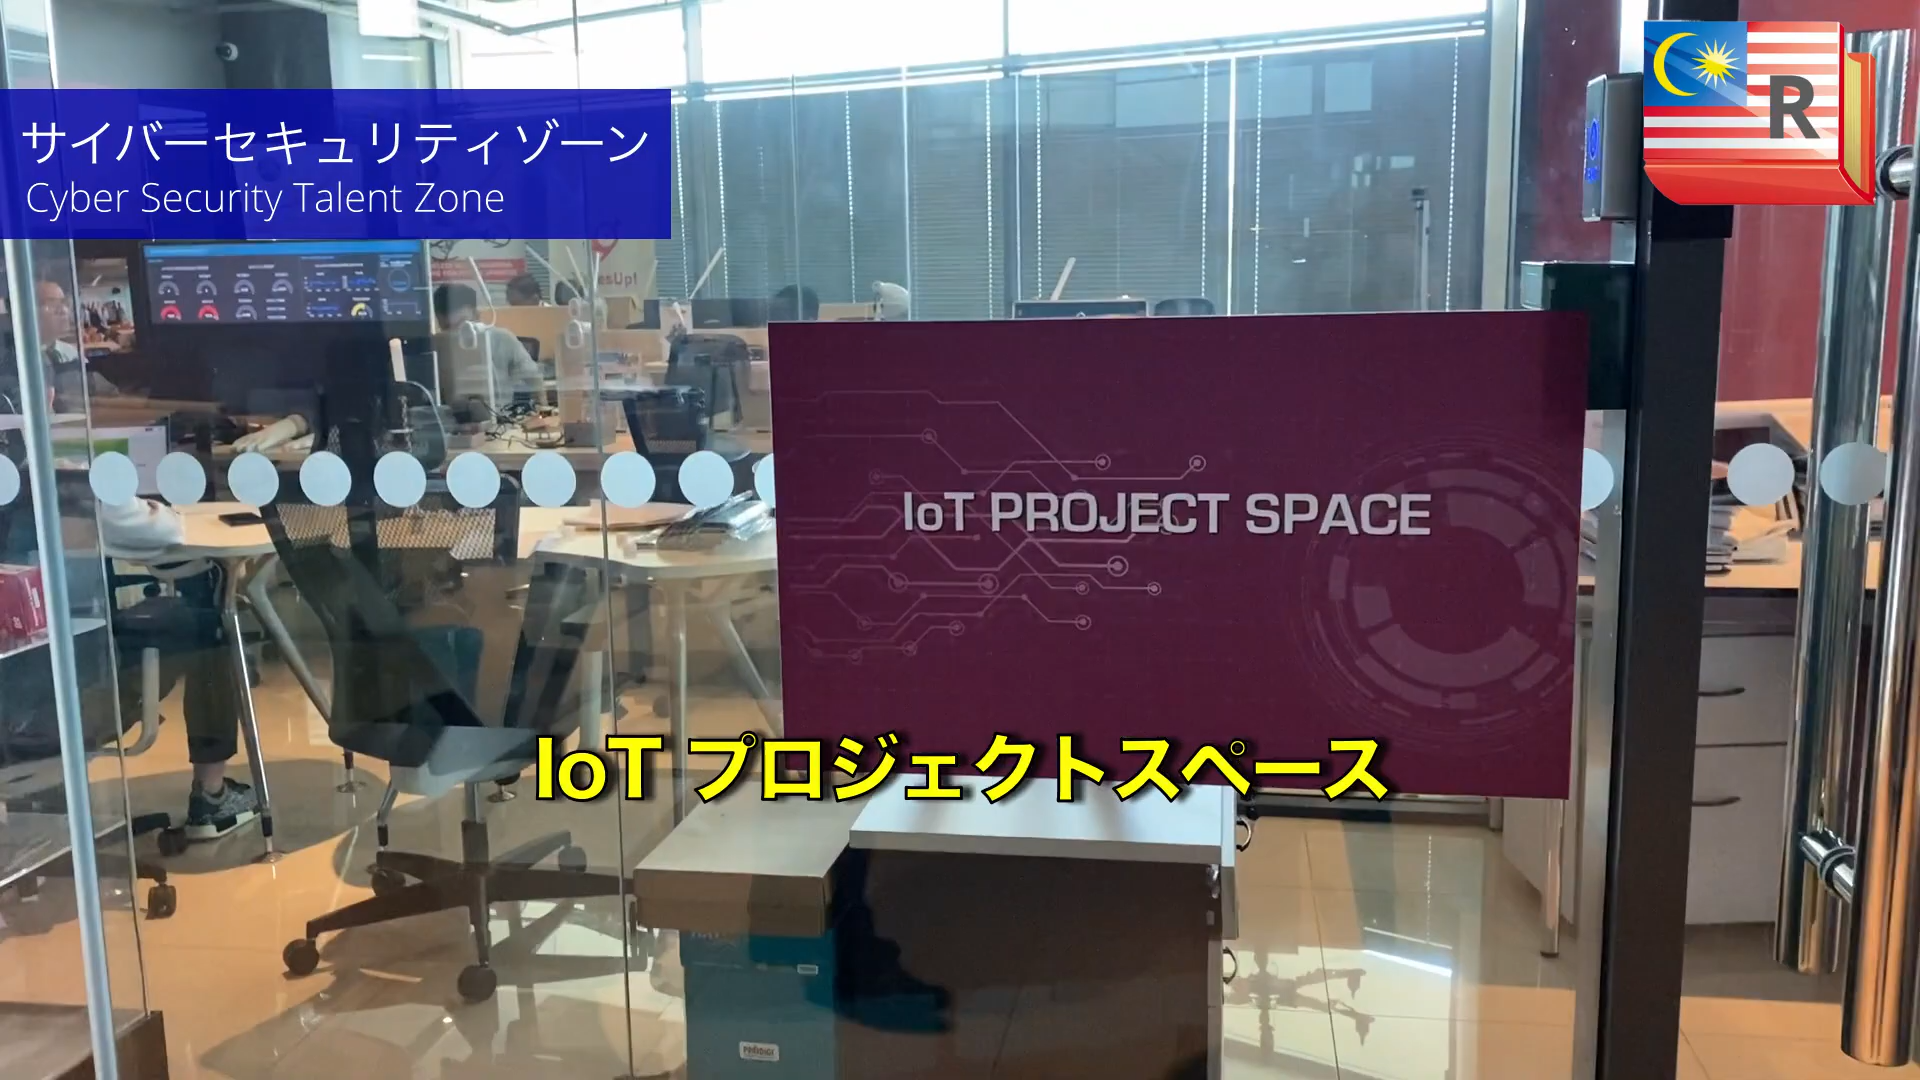 サイバーセキュリティゾーン
Cyber Security Talent Zone
R
IoT PROJECT SPACE
IoT プロジェクトスペース
PRODIGI